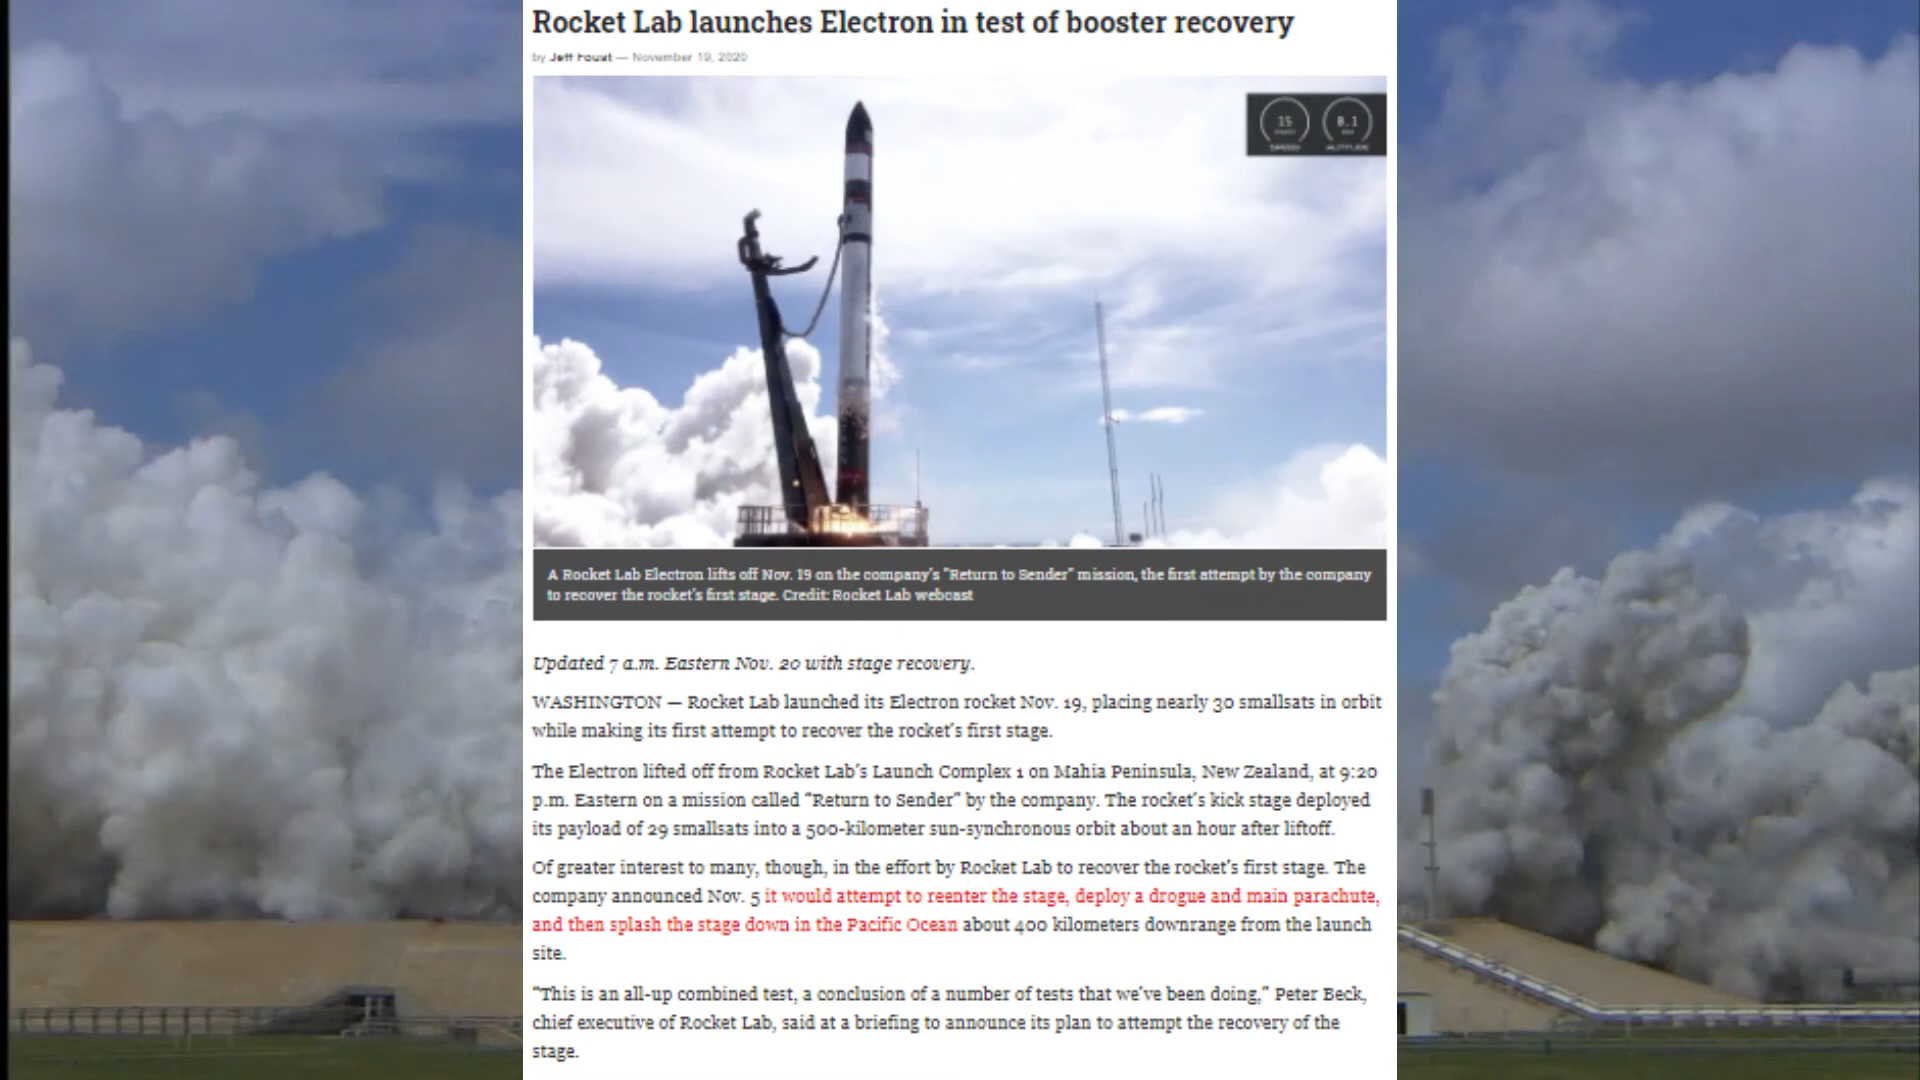 Rocket Lab launches Electron in test of booster recovery
by Jeff Foust — November 19, 2020
15
8.1
SPEED
ALTITUDE
A Rocket Lab Electron lifts off Nov. 19 on the company's "Return to Sender" mission, the first attempt by the company
to recover the rocket's first stage. Credit: Rocket Lab webcast
Updated 7 a.m. Eastern Nov. 20 with stage recovery.
WASHINGTON — Rocket Lab launched its Electron rocket Nov. 19, placing nearly 30 smallsats in orbit
while making its first attempt to recover the rocket's first stage.
The Electron lifted off from Rocket Lab's Launch Complex 1 on Mahia Peninsula, New Zealand, at 9:20
p.m. Eastern on a mission called “Return to Sender” by the company. The rocket's kick stage deployed
its payload of 29 smallsats into a 500-kilometer sun-synchronous orbit about an hour after liftoff.
Of greater interest to many, though, in the effort by Rocket Lab to recover the rocket's first stage. The
company announced Nov. 5 it would attempt to reenter the stage, deploy a drogue and main parachute,
and then splash the stage down in the Pacific Ocean about 400 kilometers downrange from the launch
site.
“This is an all-up combined test, a conclusion of a number of tests that we've been doing,” Peter Beck,
chief executive of Rocket Lab, said at a briefing to announce its plan to attempt the recovery of the
stage.